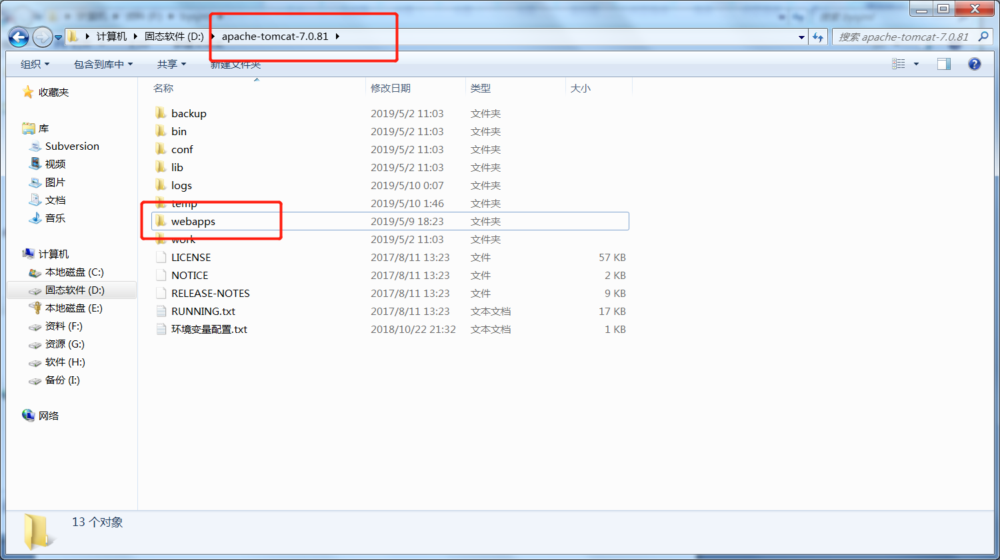 计算机 固态软件 (D:) apache-tomcat-7.0.81
搜索 apache-tomcat-7.0.81
组织 包含到库中 共享 新建文件夹
收藏夹
库
Subversion
视频
图片
文档
音乐
计算机
本地磁盘 (C:)
固态软件 (D:)
本地磁盘 (E:)
资料 (F:)
资源 (G:)
软件 (H:)
备份 (I:)
网络
名称 修改日期 类型 大小
backup 2019/5/2 11:03 文件夹
bin 2019/5/2 11:03 文件夹
conf 2019/5/2 11:03 文件夹
lib 2019/5/2 11:03 文件夹
logs 2019/5/10 0:07 文件夹
temp 2019/5/10 1:46 文件夹
webapps 2019/5/9 18:23 文件夹
work 2019/5/2 11:03 文件夹
LICENSE 2017/8/11 13:23 文件 57 KB
NOTICE 2017/8/11 13:23 文件 2 KB
RELEASE-NOTES 2017/8/11 13:23 文件 9 KB
RUNNING.txt 2017/8/11 13:23 文本文档 17 KB
环境变量配置.txt 2018/10/22 21:32 文本文档 1 KB
13 个对象